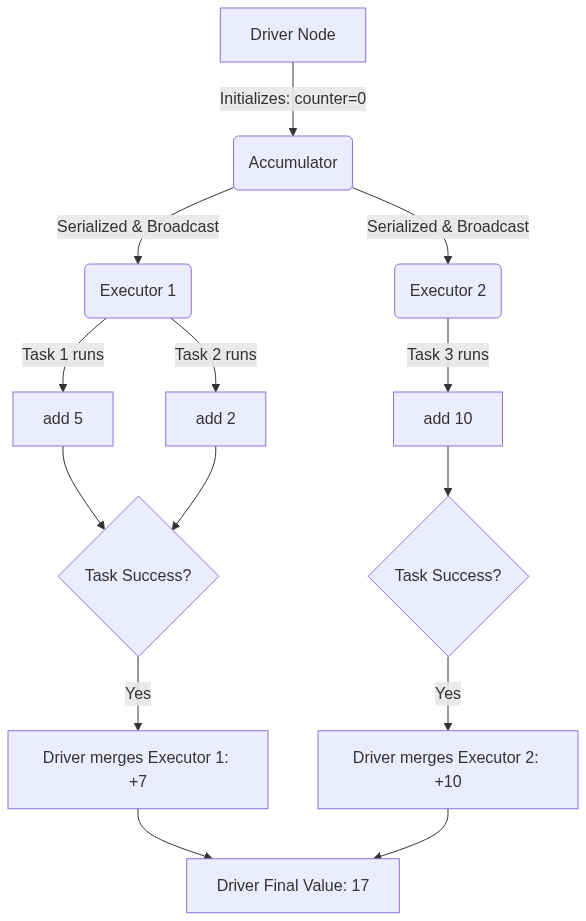 Driver Node
Initializes: counter=0
Accumulator
Serialized & Broadcast
Serialized & Broadcast
Executor 1
Executor 2
Task 1 runs
Task 2 runs
Task 3 runs
add 5
add 2
add 10
Task Success?
Task Success?
Yes
Yes
Driver merges Executor 1:
+7
Driver merges Executor 2:
+10
Driver Final Value: 17